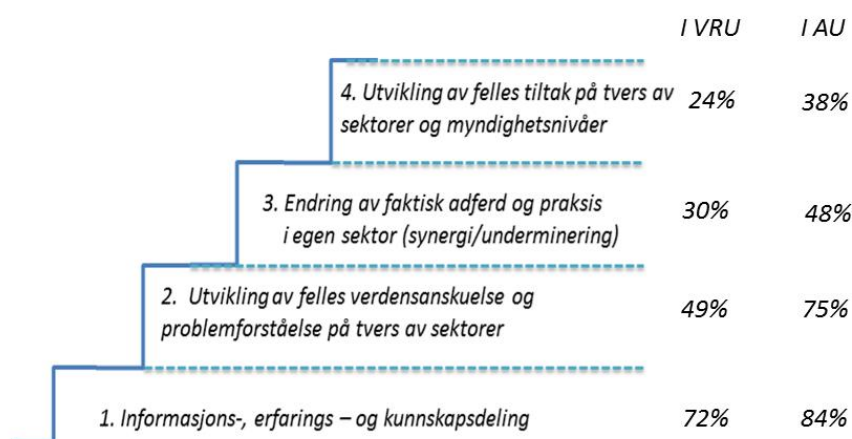 I VRU I AU
4. Utvikling av felles tiltak på tvers av 24% 38%
sektorer og myndighetsnivåer
3. Endring av faktisk adferd og praksis
i egen sektor (synergi/underminering) 30% 48%
2. Utvikling av felles verdensanskuelse og
problemforståelse på tvers av sektorer 49% 75%
1. Informasjons-, erfarings – og kunnskapsdeling 72% 84%